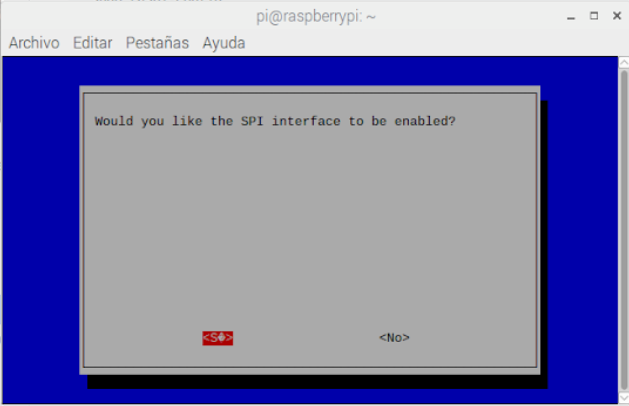 pi@raspberrypi: ~
Archivo Editar Pestañas Ayuda
Would you like the SPI interface to be enabled?
<S�> <No>